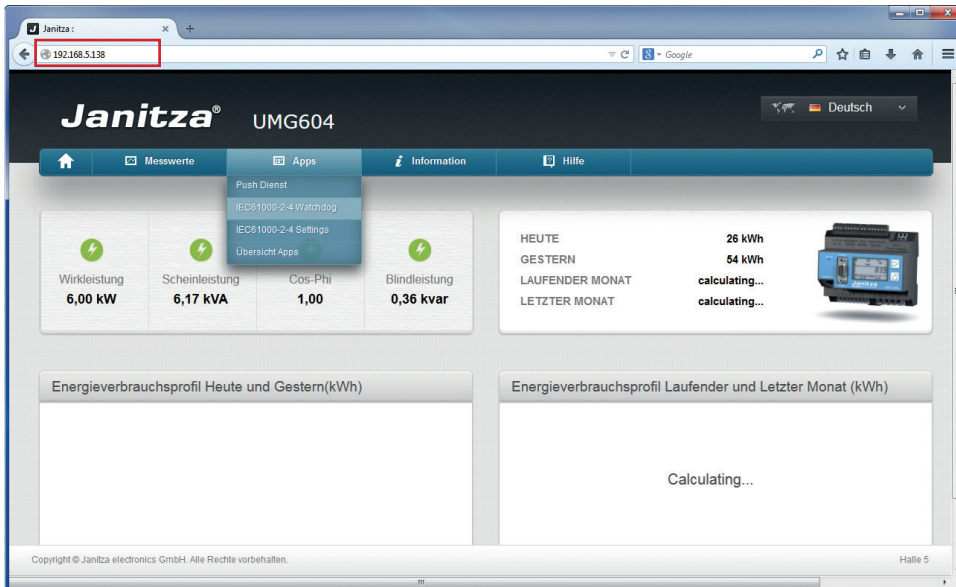 Janitza :
192.168.5.138
Google
Janitza® UMG604
Deutsch
Messwerte
Apps
Information
Hilfe
Push Dienst
IEC61000-2-4 Watchdog
IEC61000-2-4 Settings
Übersicht Apps
Wirkleistung
6,00 kW
Scheinleistung
6,17 kVA
Cos-Phi
1,00
Blindleistung
0,36 kvar
HEUTE 26 kWh
GESTERN 54 kWh
LAUFENDER MONAT calculating...
LETZTER MONAT calculating...
Janitza
Energieverbrauchsprofil Heute und Gestern(kWh)
Energieverbrauchsprofil Laufender und Letzter Monat (kWh)
Calculating...
Copyright © Janitza electronics GmbH. Alle Rechte vorbehalten.
Halle 5